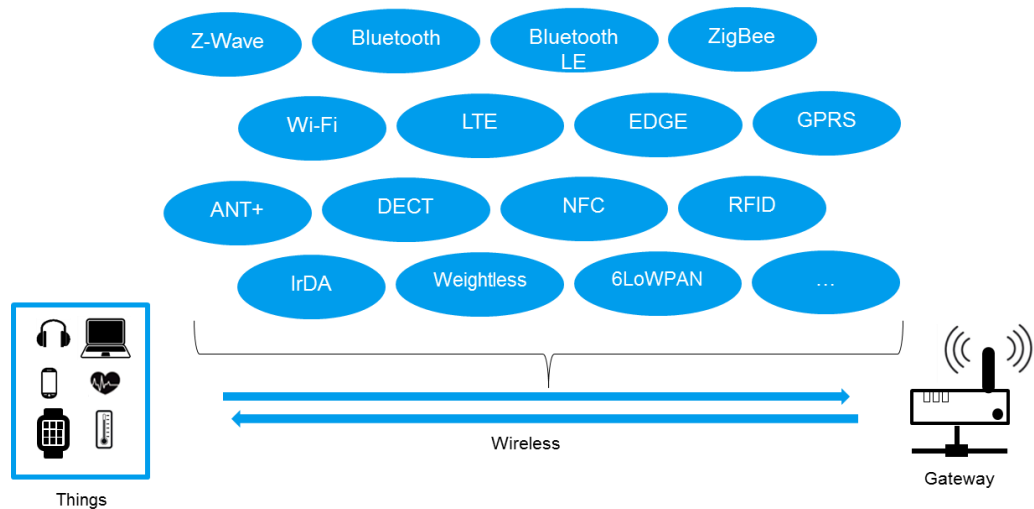 Z-Wave
Bluetooth
Bluetooth
LE
ZigBee
Wi-Fi
LTE
EDGE
GPRS
ANT+
DECT
NFC
RFID
IrDA
Weightless
6LoWPAN
...
Wireless
Things
Gateway